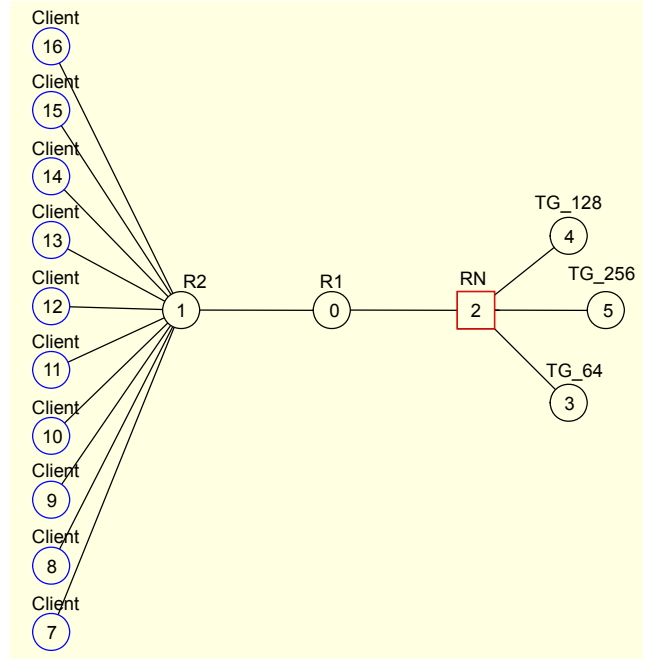 Client
16
Client
15
Client
14
Client
13
Client
12
Client
11
Client
10
Client
9
Client
8
Client
7
R2
1
R1
0
RN
2
TG_128
4
TG_256
5
TG_64
3